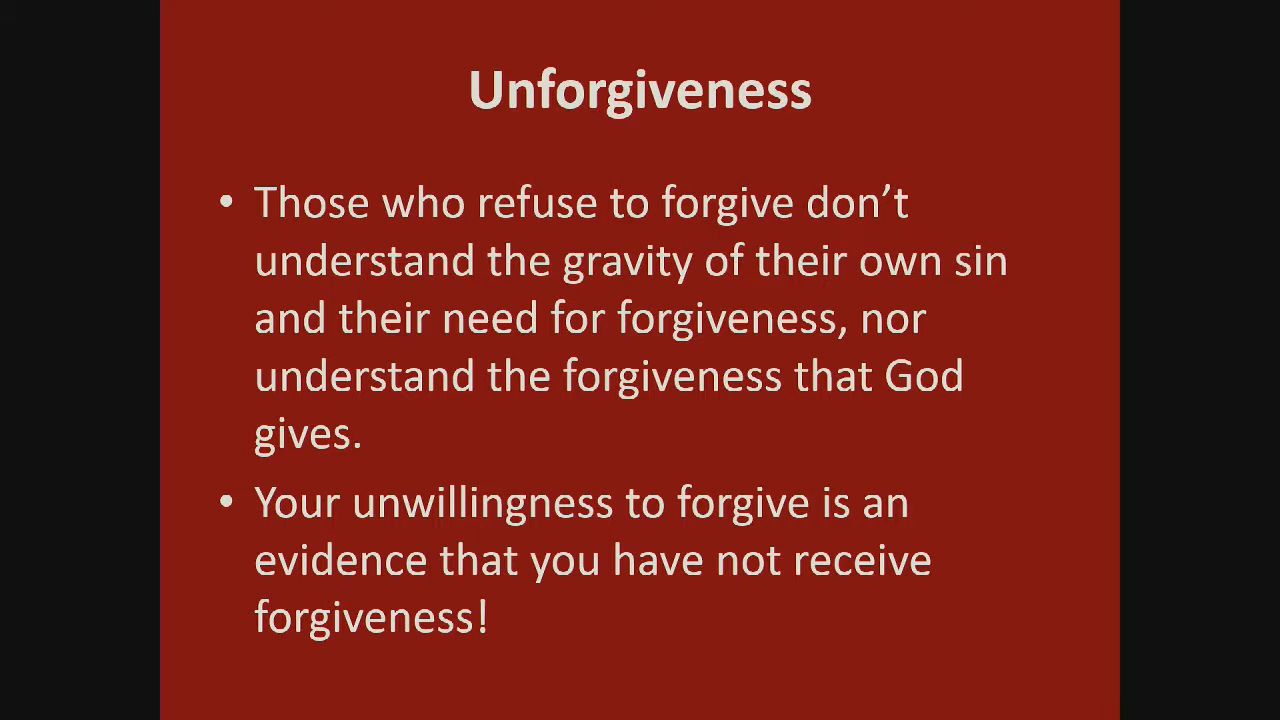 Unforgiveness
• Those who refuse to forgive don’t
understand the gravity of their own sin
and their need for forgiveness, nor
understand the forgiveness that God
gives.
• Your unwillingness to forgive is an
evidence that you have not receive
forgiveness!